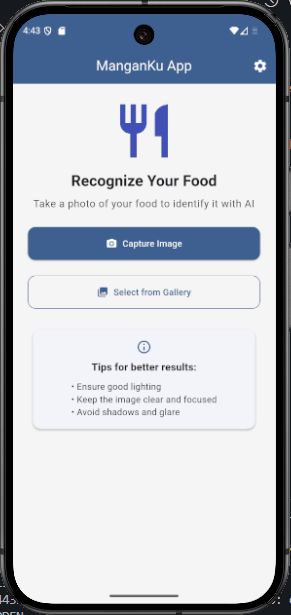 4:43
ManganKu App
Recognize Your Food
Take a photo of your food to identify it with AI
Capture Image
Select from Gallery
Tips for better results:
• Ensure good lighting
• Keep the image clear and focused
• Avoid shadows and glare